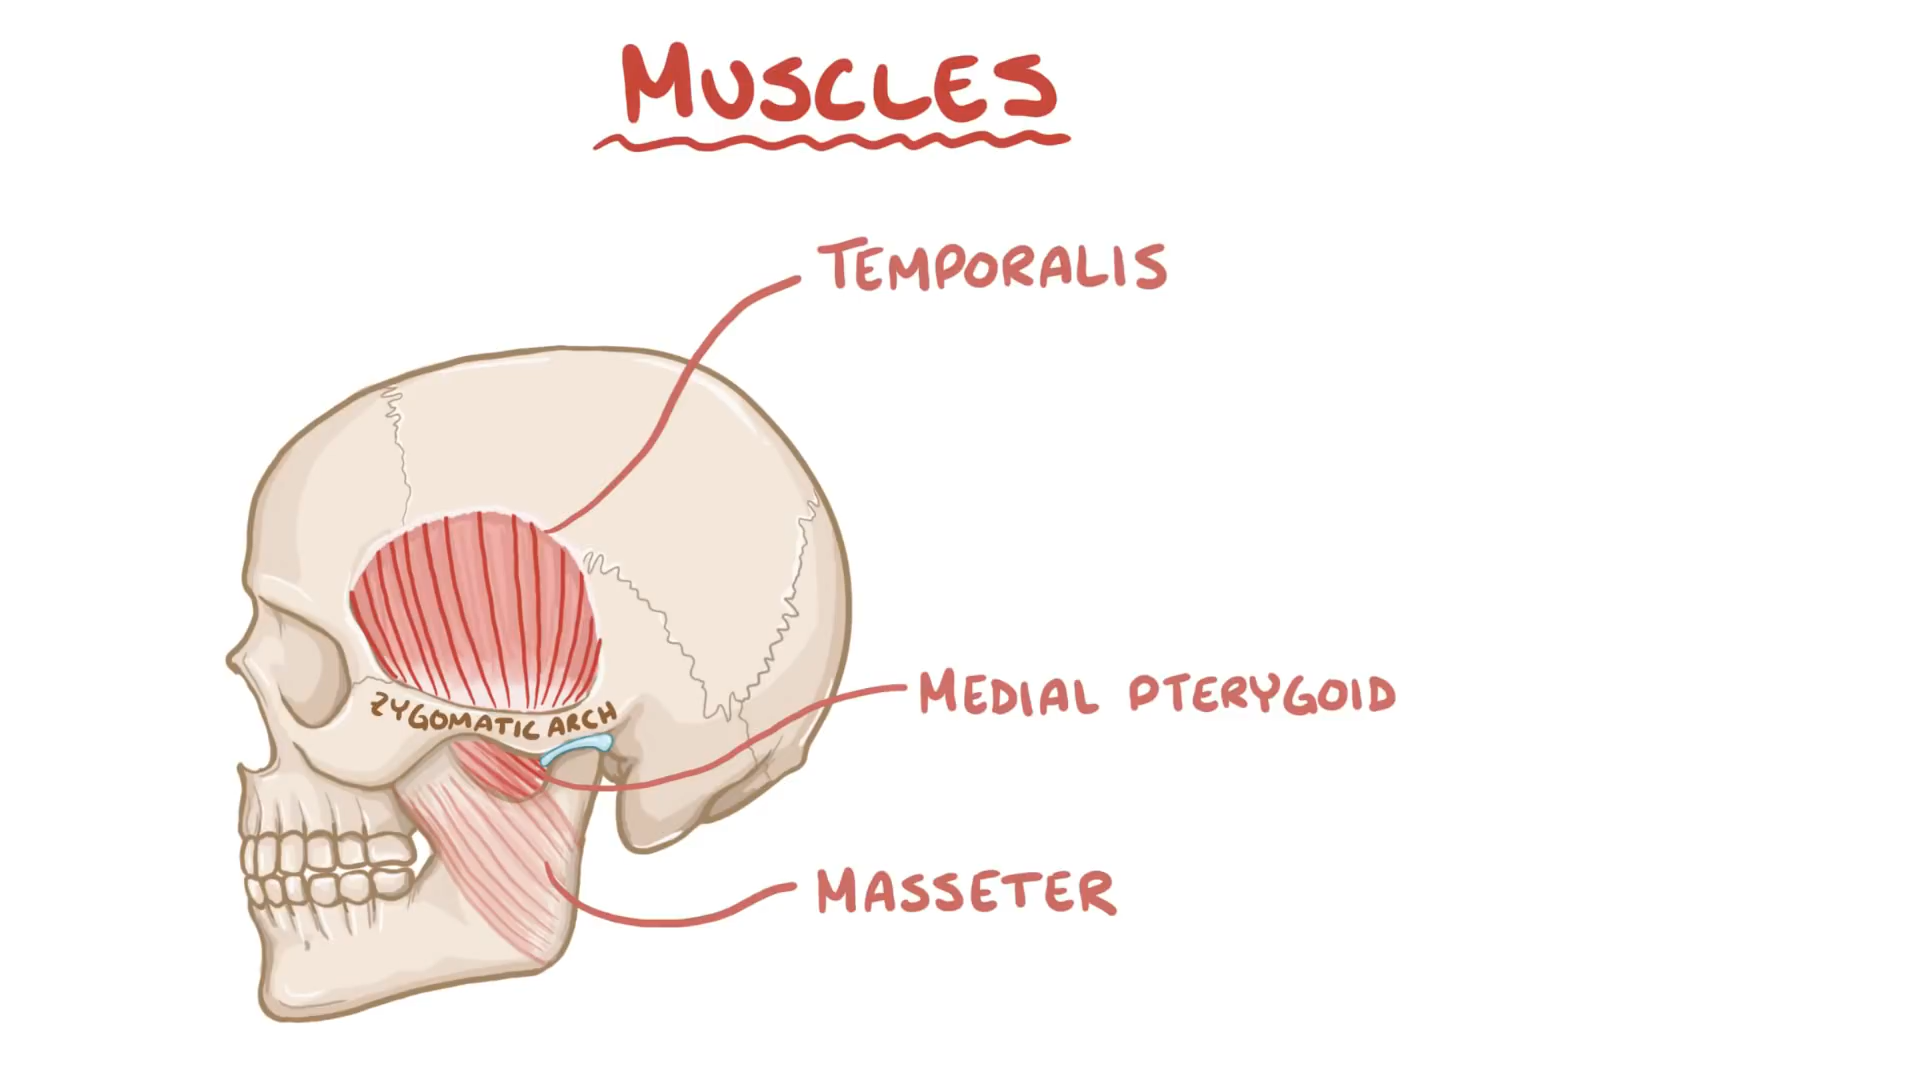 MUSCLES
TEMPORALIS
MEDIAL PTERYGOID
ZYGOMATIC ARCH
MASSETER